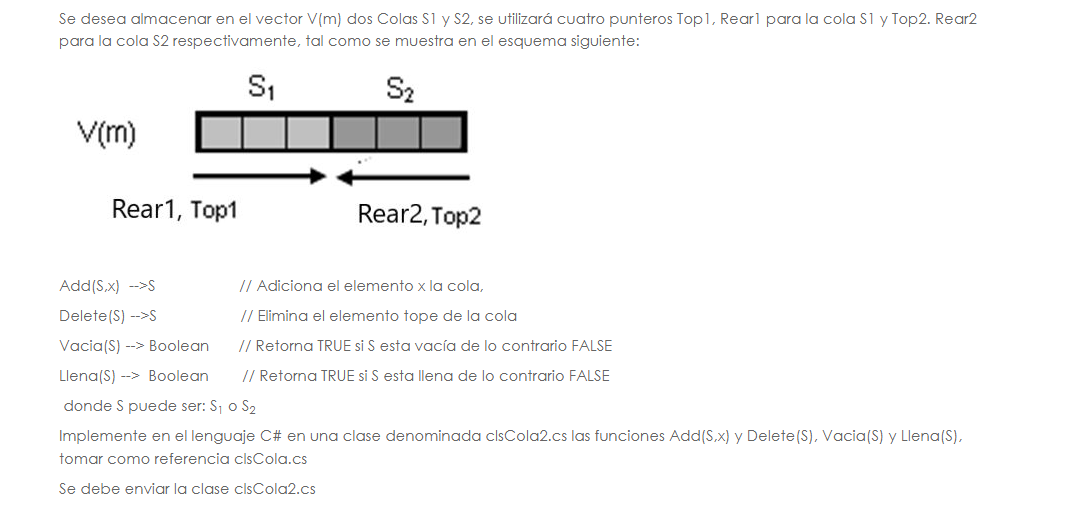 Se desea almacenar en el vector V(m) dos Colas S1 y S2, se utilizará cuatro punteros Top1, Rear1 para la cola S1 y Top2. Rear2
para la cola S2 respectivamente, tal como se muestra en el esquema siguiente:
S₁ S₂
V(m)
Rear1, Top1 Rear2, Top2
Add(S,x) -->S // Adiciona el elemento x la cola,
Delete(S) -->S // Elimina el elemento tope de la cola
Vacia(S) --> Boolean // Retorna TRUE si S esta vacía de lo contrario FALSE
Llena(S) --> Boolean // Retorna TRUE si S esta llena de lo contrario FALSE
donde S puede ser: S₁ o S₂
Implemente en el lenguaje C# en una clase denominada clsCola2.cs las funciones Add(S,x) y Delete(S), Vacia(S) y Llena(S),
tomar como referencia clsCola.cs
Se debe enviar la clase clsCola2.cs